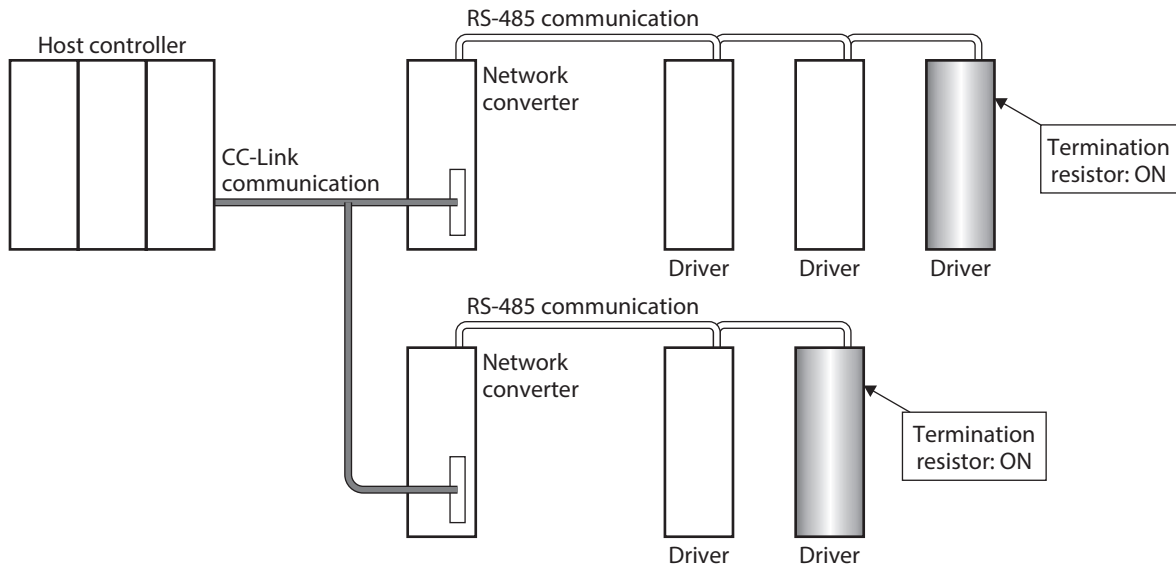 RS-485 communication
Host controller
Network
converter
CC-Link
communication
Termination
resistor: ON
Driver
Driver
Driver
RS-485 communication
Network
converter
Termination
resistor: ON
Driver
Driver